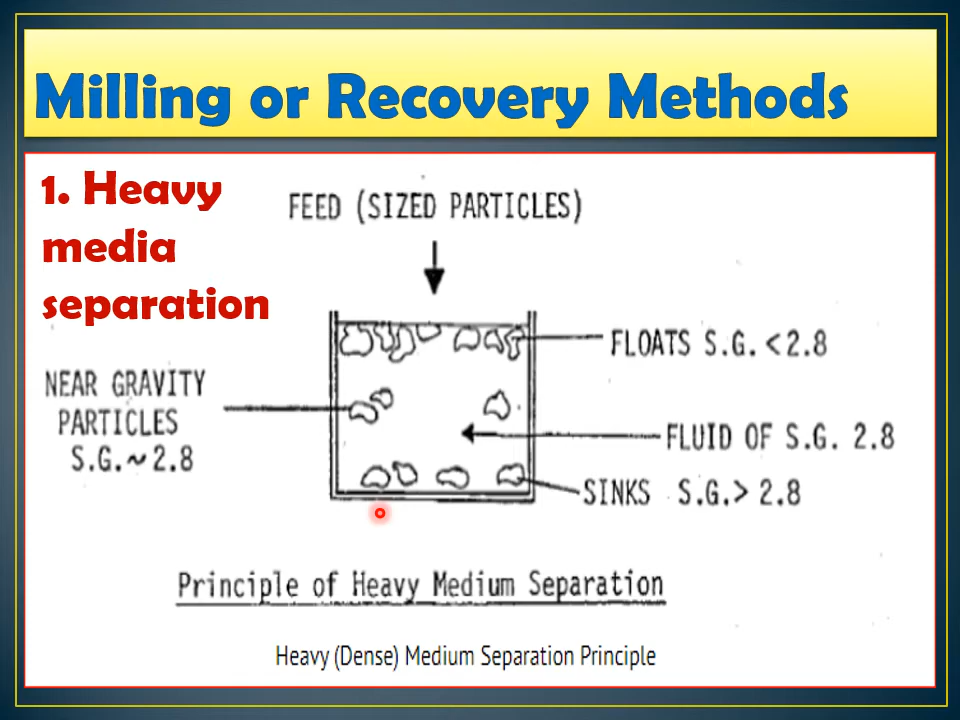 Milling or Recovery Methods
1. Heavy
media
separation
FEED (SIZED PARTICLES)
FLOATS S.G. < 2.8
NEAR GRAVITY
PARTICLES
S.G.~ 2.8
FLUID OF S.G. 2.8
SINKS S.G.> 2.8
Principle of Heavy Medium Separation
Heavy (Dense) Medium Separation Principle